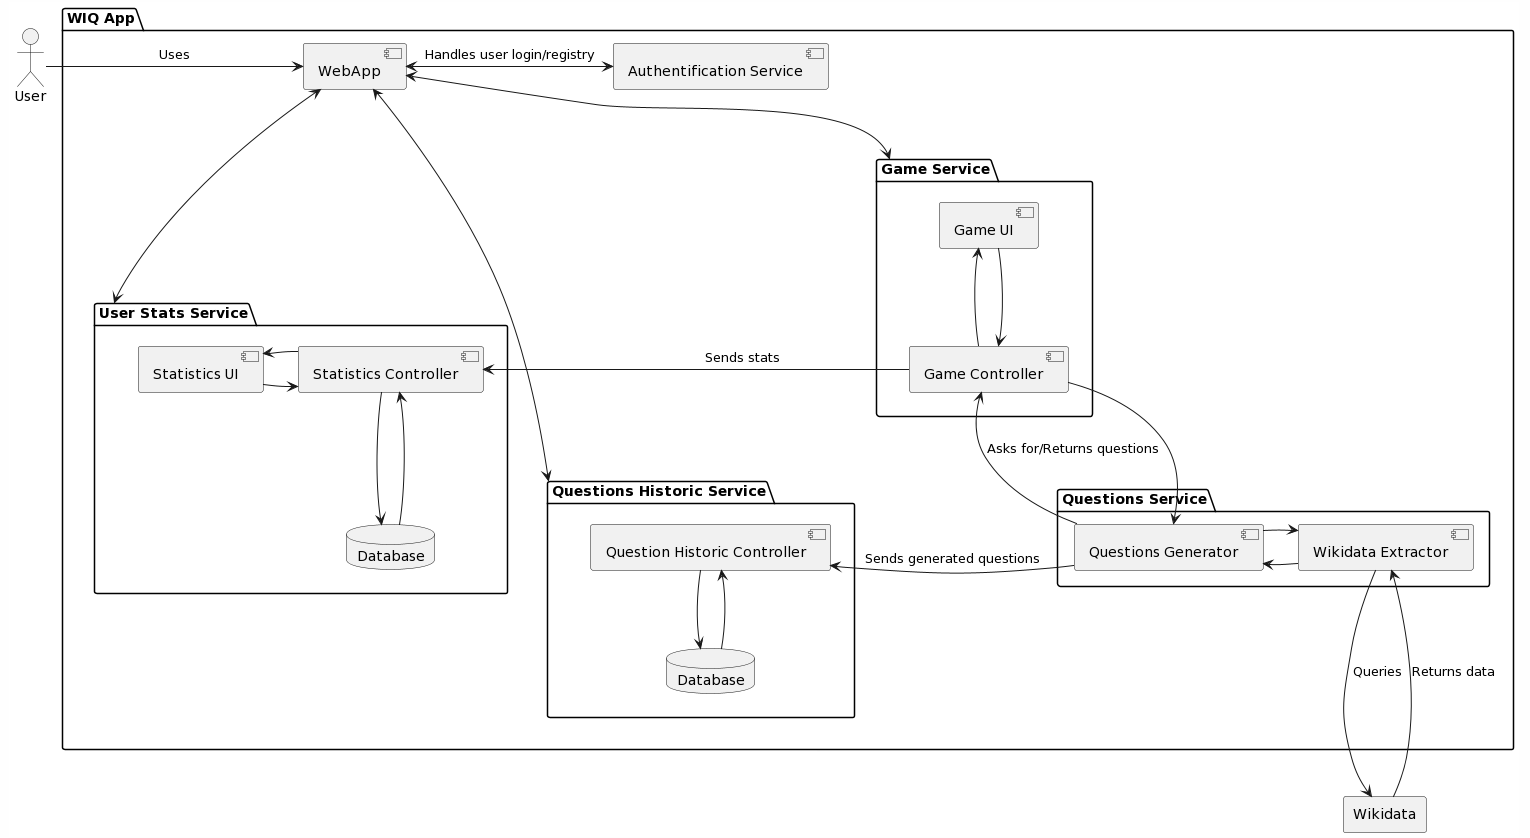 WIQ App
User
Uses
WebApp
Handles user login/registry
Authentification Service
Game Service
Game UI
User Stats Service
Statistics UI
Statistics Controller
Sends stats
Game Controller
Asks for/Returns questions
Questions Historic Service
Questions Service
Database
Question Historic Controller
Sends generated questions
Questions Generator
Wikidata Extractor
Database
Queries
Returns data
Wikidata